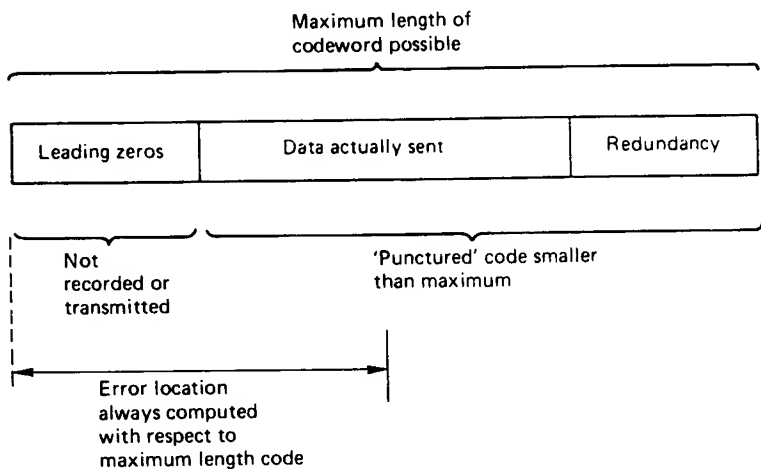 Maximum length of
codeword possible
Leading zeros
Data actually sent
Redundancy
Not
recorded or
transmitted
'Punctured' code smaller
than maximum
Error location
always computed
with respect to
maximum length code